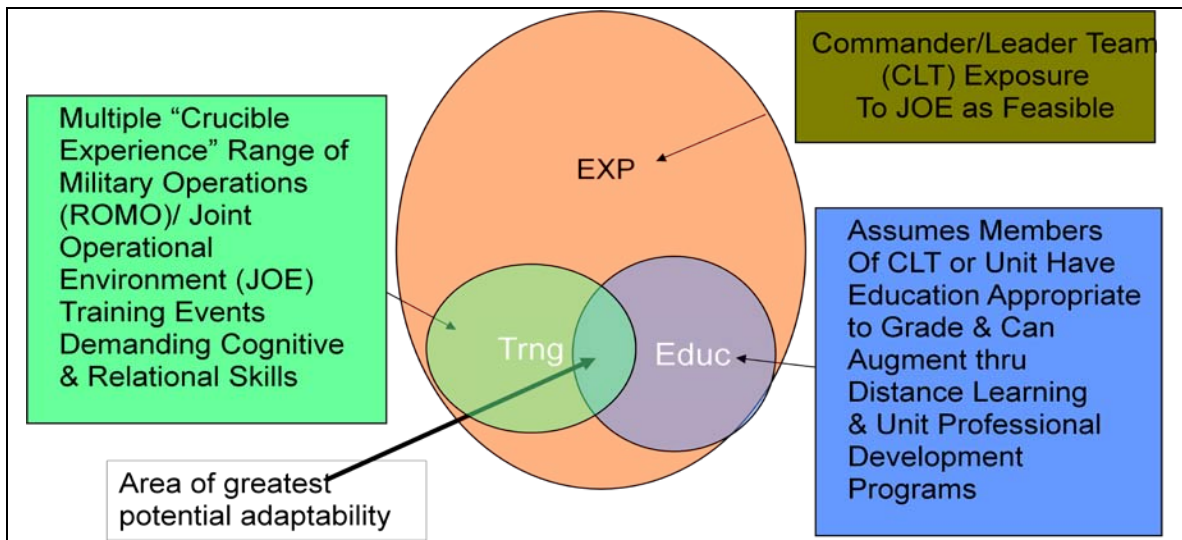 Commander/Leader Team
(CLT) Exposure
To JOE as Feasible
Multiple “Crucible
Experience” Range of
Military Operations
(ROMO)/ Joint
Operational
Environment (JOE)
Training Events
Demanding Cognitive
& Relational Skills
EXP
Trng
Educ
Assumes Members
Of CLT or Unit Have
Education Appropriate
to Grade & Can
Augment thru
Distance Learning
& Unit Professional
Development
Programs
Area of greatest
potential adaptability